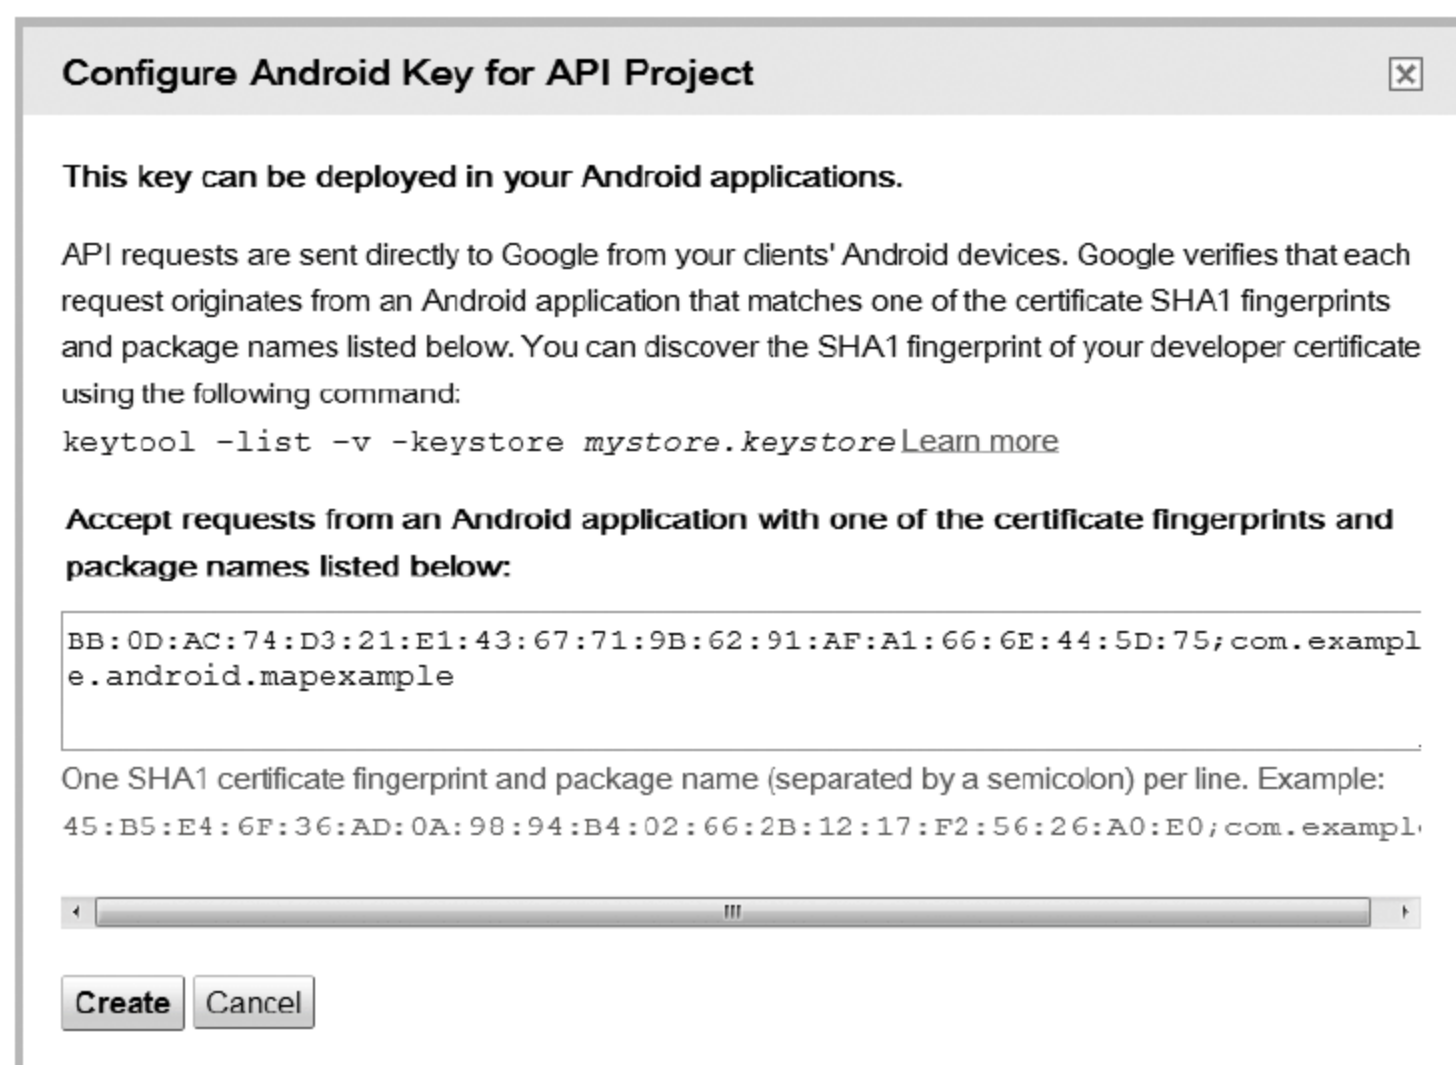 Configure Android Key for API Project
This key can be deployed in your Android applications.
API requests are sent directly to Google from your clients' Android devices. Google verifies that each
request originates from an Android application that matches one of the certificate SHA1 fingerprints
and package names listed below. You can discover the SHA1 fingerprint of your developer certificate
using the following command:
keytool -list -v -keystore mystore.keystore Learn more
Accept requests from an Android application with one of the certificate fingerprints and
package names listed below:
BB:0D:AC:74:D3:21:E1:43:67:71:9B:62:91:AF:A1:66:6E:44:5D:75;com.exampl
e.android.mapexample
One SHA1 certificate fingerprint and package name (separated by a semicolon) per line. Example:
45:B5:E4:6F:36:AD:0A:98:94:B4:02:66:2B:12:17:F2:56:26:A0:E0;com.exampl
Create Cancel